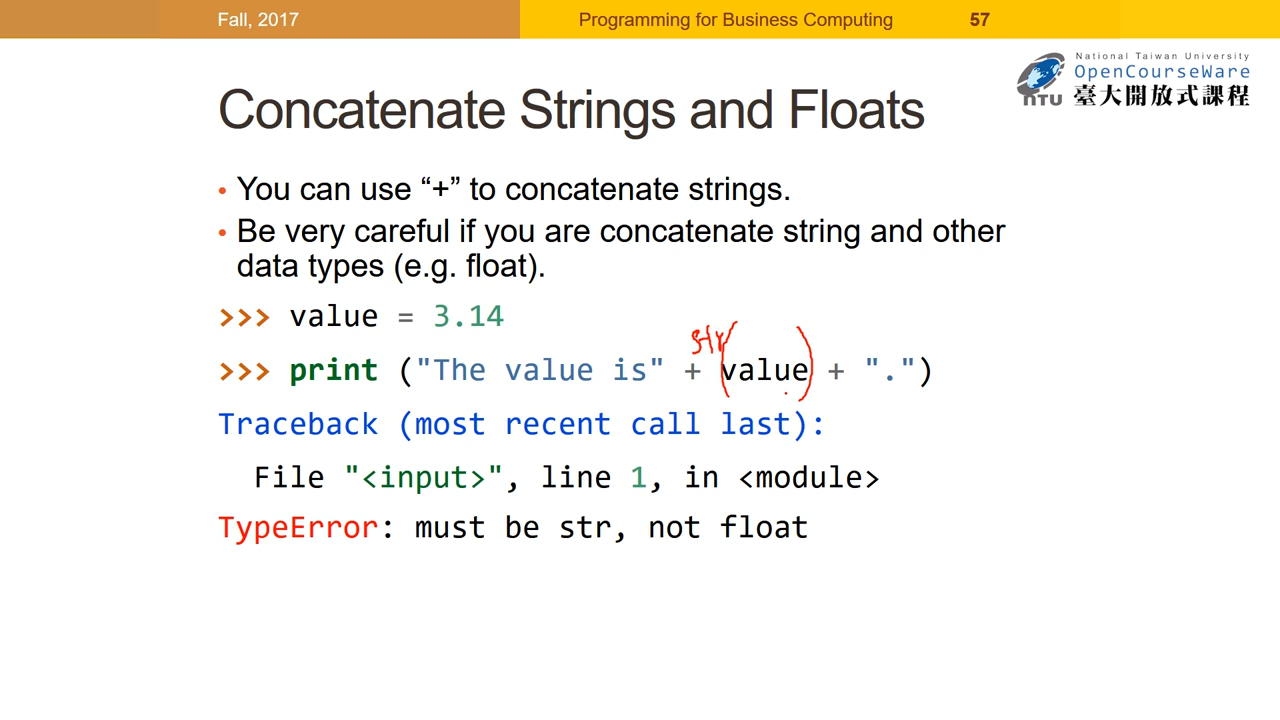 Fall, 2017
Programming for Business Computing
57
National Taiwan University
OpenCourseWare
臺大開放式課程
NTU
Concatenate Strings and Floats
• You can use “+” to concatenate strings.
• Be very careful if you are concatenate string and other
data types (e.g. float).
>>> value = 3.14
str
>>> print ("The value is" + (value) + ".")
Traceback (most recent call last):
File "<input>", line 1, in <module>
TypeError: must be str, not float